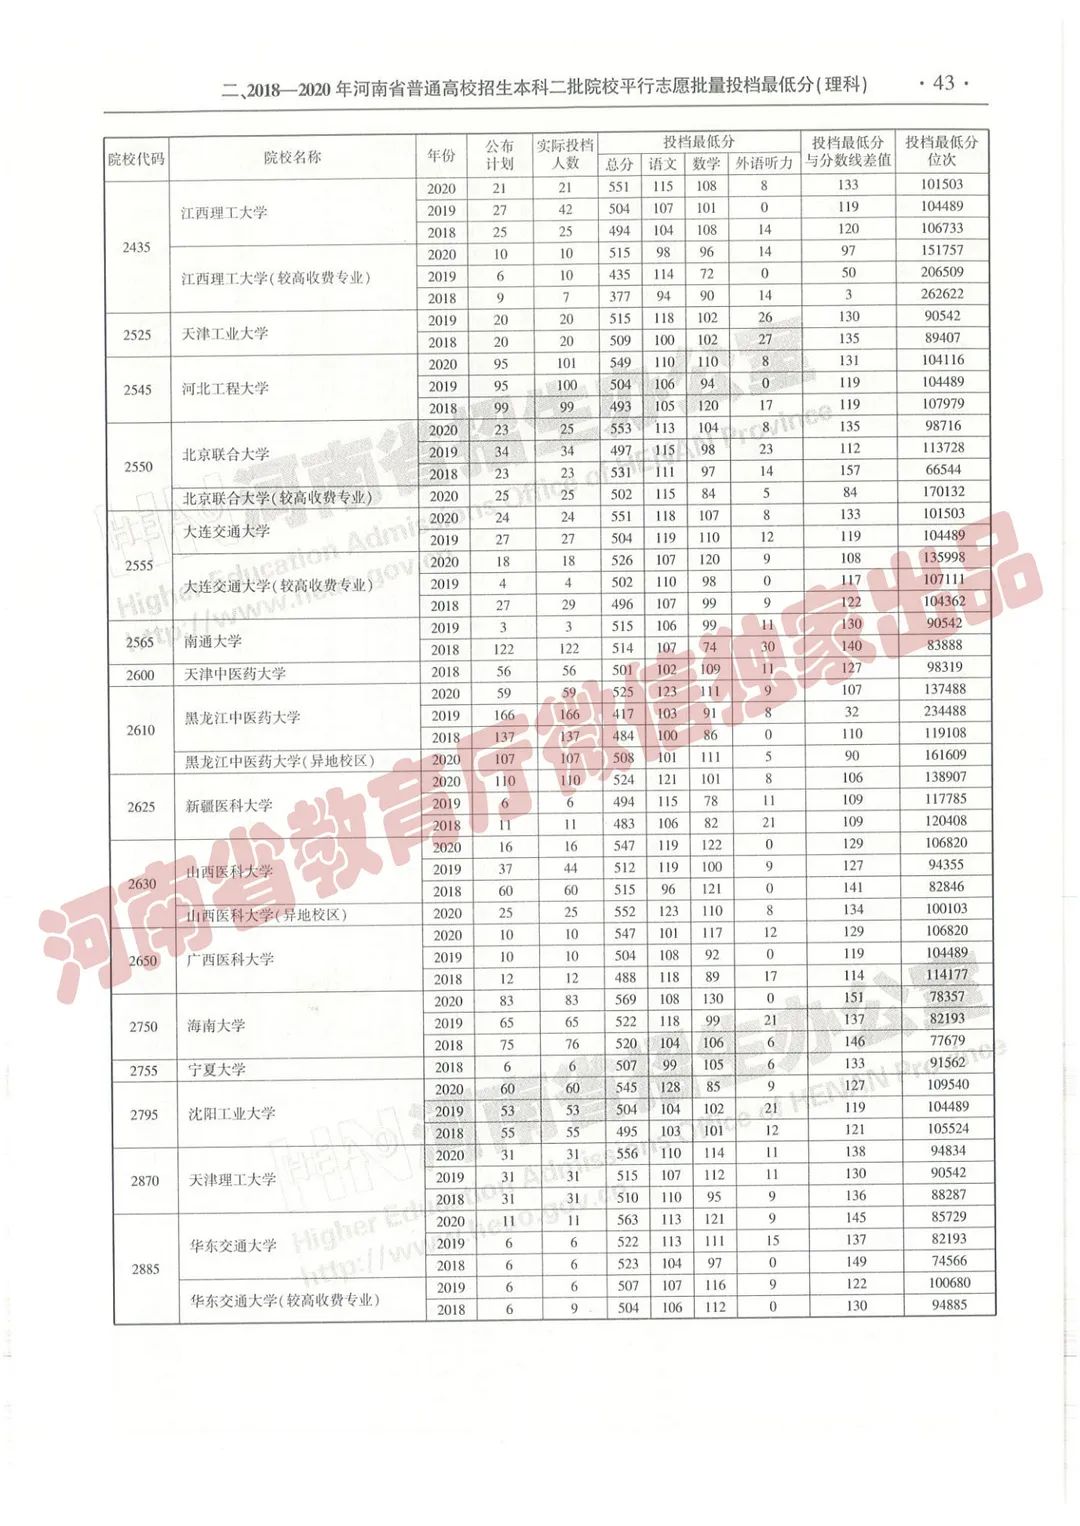 二、2018—2020年河南省普通高校招生本科二批院校平行志愿批量投档最低分(理科) ·43·
院校代码 院校名称 年份 公布计划 实际投档人数 投档最低分 投档最低分与分数线差值 投档最低分位次
总分 语文 数学 外语听力
2435 江西理工大学 2020 21 21 551 115 108 8 133 101503
2019 27 42 504 107 101 0 119 104489
2018 25 25 494 104 108 14 120 106733
江西理工大学(较高收费专业) 2020 10 10 515 98 96 14 97 151757
2019 6 10 435 114 72 0 50 206509
2018 9 7 377 94 90 14 3 262622
2525 天津工业大学 2019 20 20 515 118 102 26 130 90542
2018 20 20 509 100 102 27 135 89407
2545 河北工程大学 2020 95 101 549 110 110 8 131 104116
2019 95 100 504 106 94 0 119 104489
2018 99 99 493 105 120 17 119 107979
2550 北京联合大学 2020 23 25 553 113 104 8 135 98716
2019 34 34 497 115 98 23 112 113728
2018 23 23 531 111 97 14 157 66544
北京联合大学(较高收费专业) 2020 25 25 502 115 84 5 84 170132
2555 大连交通大学 2020 24 24 551 118 107 8 133 101503
2019 27 27 504 119 110 12 119 104489
大连交通大学(较高收费专业) 2020 18 18 526 107 120 9 108 135998
2019 4 4 502 110 98 0 117 107111
2018 27 29 496 107 99 9 122 104362
2565 南通大学 2019 3 3 515 106 99 11 130 90542
2018 122 122 514 107 74 30 140 83888
2600 天津中医药大学 2018 56 56 501 102 109 11 127 98319
2610 黑龙江中医药大学 2020 59 59 525 123 111 9 107 137488
2019 166 166 417 103 91 8 32 234488
2018 137 137 484 100 86 0 110 119108
黑龙江中医药大学(异地校区) 2020 107 107 508 101 111 5 90 161609
2625 新疆医科大学 2020 110 110 524 121 101 8 106 138907
2019 6 6 494 115 78 11 109 117785
2018 11 11 483 106 82 21 109 120408
2630 山西医科大学 2020 16 16 547 119 122 0 129 106820
2019 37 44 512 119 100 9 127 94355
2018 60 60 515 96 121 0 141 82846
山西医科大学(异地校区) 2020 25 25 552 123 110 8 134 100103
2650 广西医科大学 2020 10 10 547 101 117 12 129 106820
2019 10 10 504 108 92 0 119 104489
2018 12 12 488 118 89 17 114 114177
2750 海南大学 2020 83 83 569 108 130 0 151 78357
2019 65 65 522 118 99 21 137 82193
2018 75 76 520 104 106 6 146 77679
2755 宁夏大学 2018 6 6 507 99 105 6 133 91562
2795 沈阳工业大学 2020 60 60 545 128 85 9 127 109540
2019 53 53 504 104 102 21 119 104489
2018 55 55 495 103 101 12 121 105524
2870 天津理工大学 2020 31 31 556 110 114 11 138 94834
2019 31 31 515 107 112 11 130 90542
2018 31 31 510 110 95 9 136 88287
2885 华东交通大学 2020 11 11 563 113 121 9 145 85729
2019 6 6 522 113 111 15 137 82193
2018 6 6 523 104 97 0 149 74566
华东交通大学(较高收费专业) 2019 6 6 507 107 116 9 122 100680
2018 6 9 504 106 112 0 130 94885
河南省招生办公室
Higher Education Admissions Office of HENAN Province
河南省教育厅微信独家出品
河南省招生办公室
Higher Education Admissions Office of HENAN Province